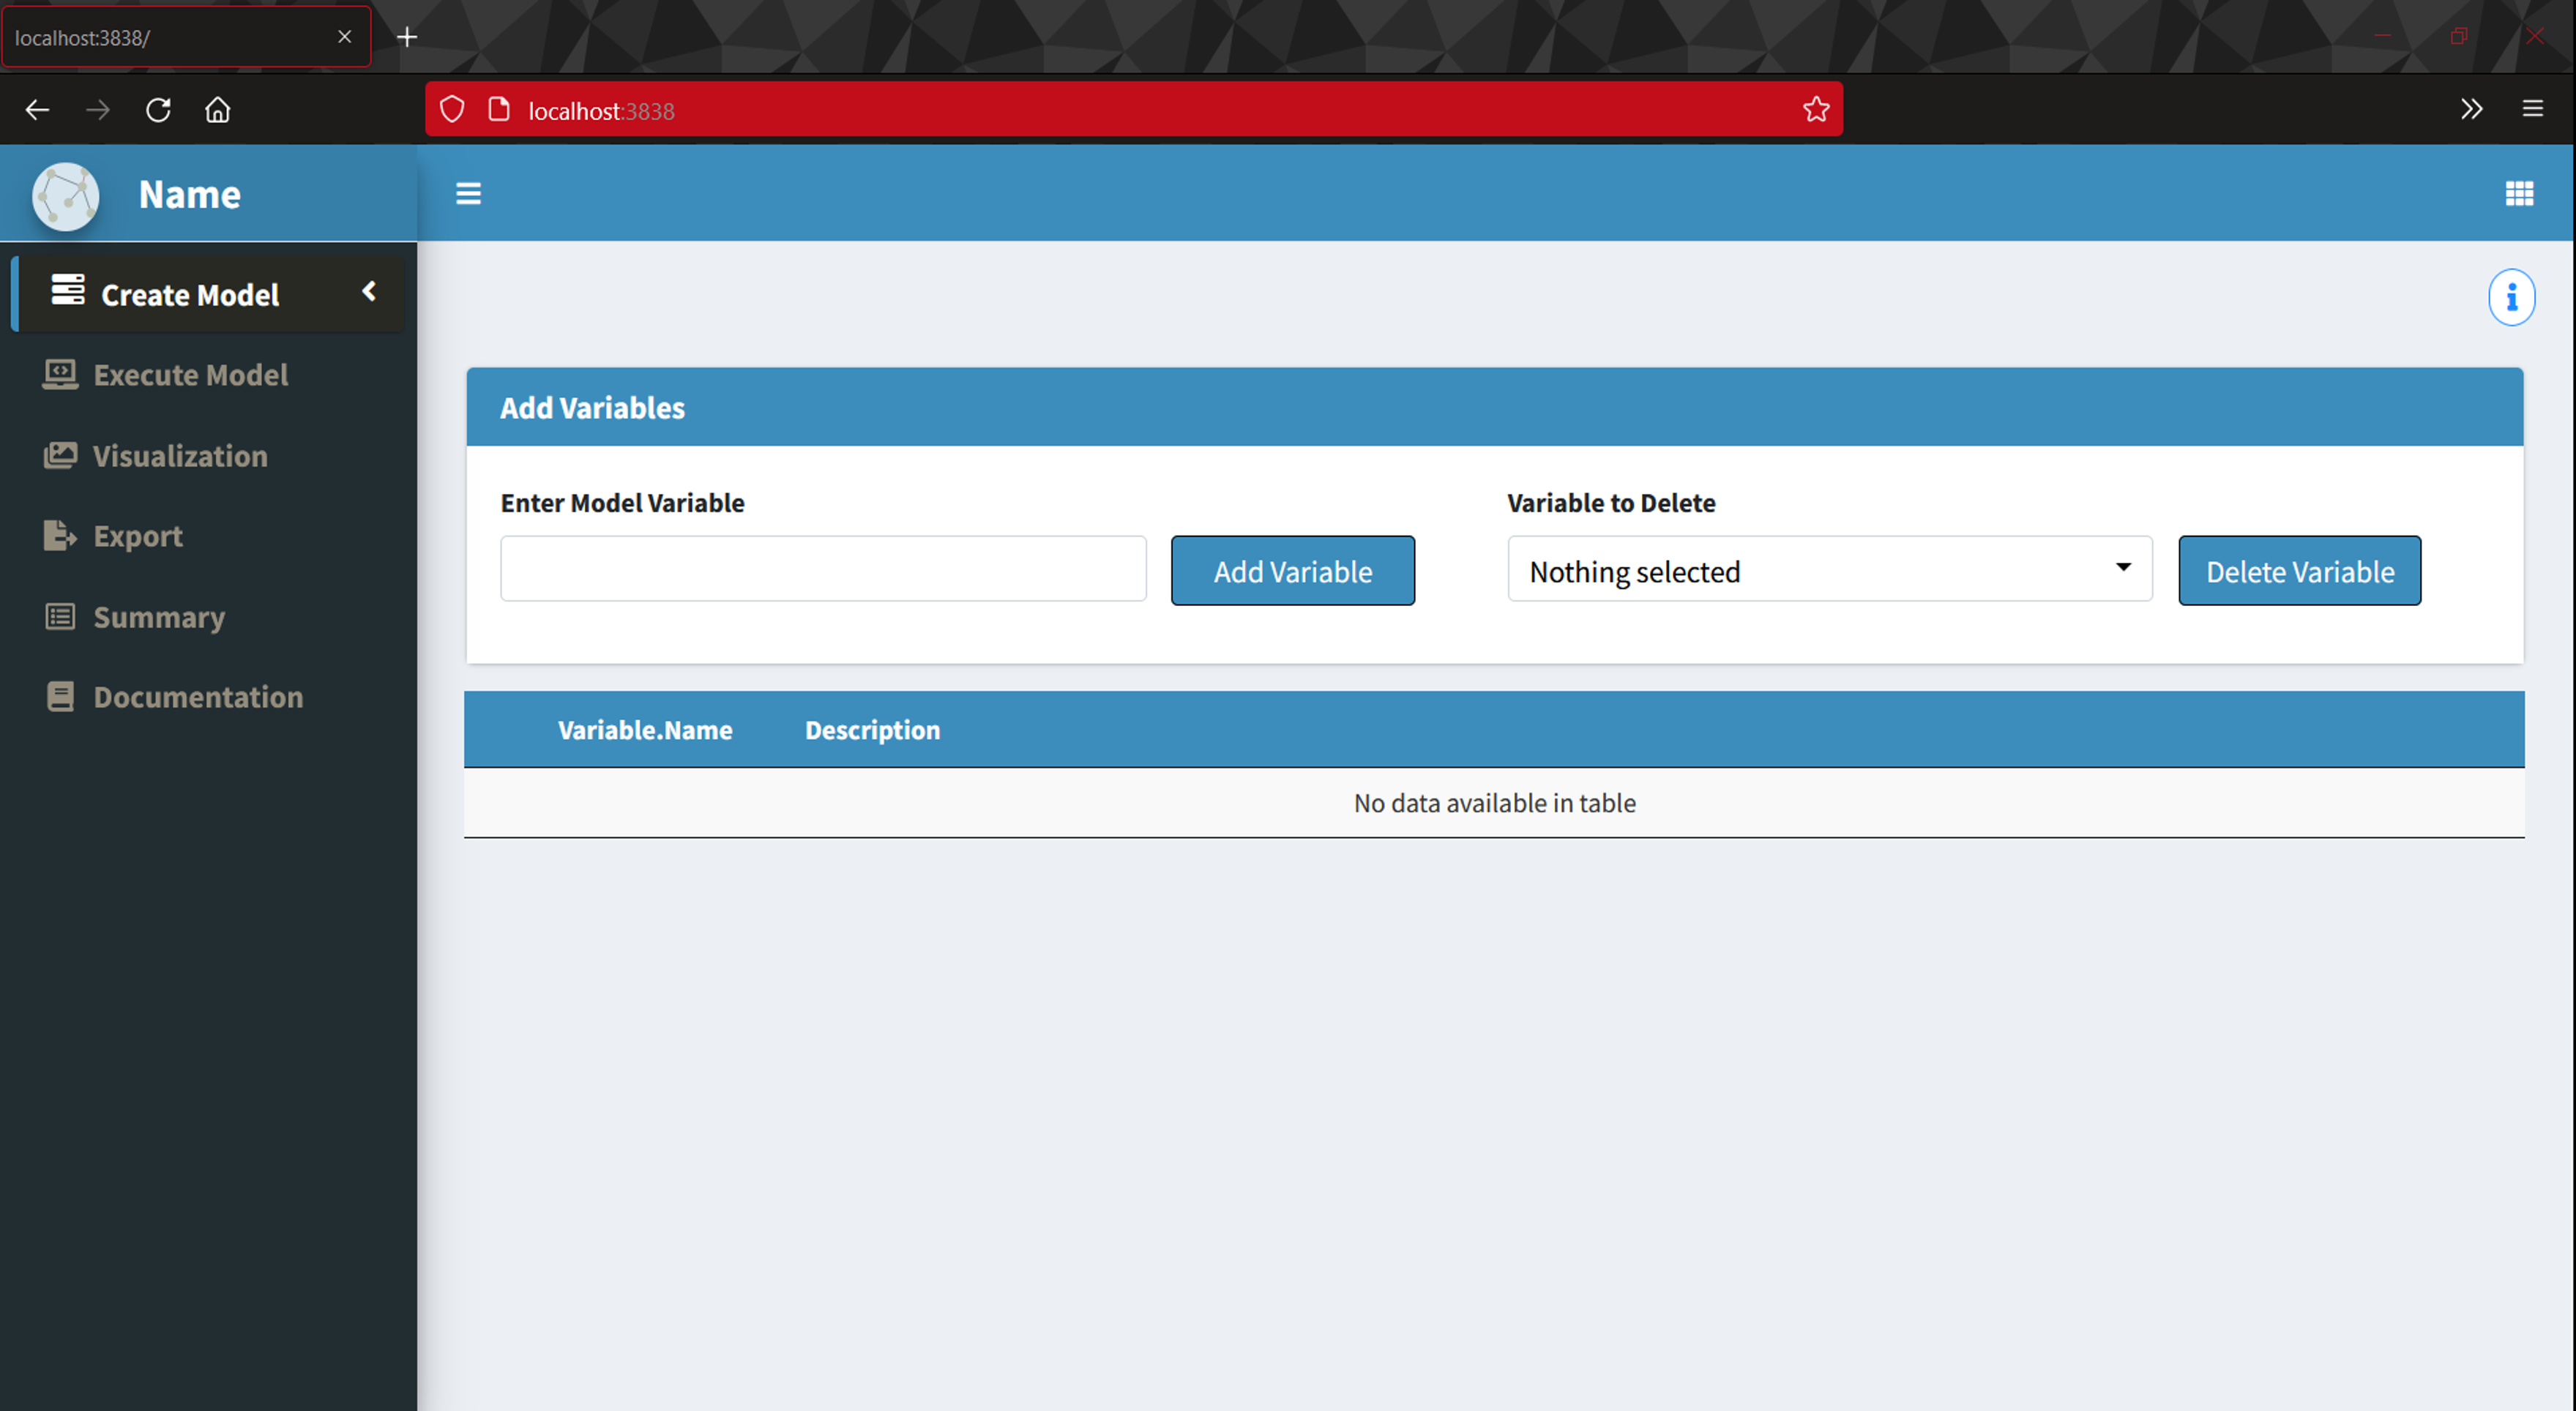 localhost:3838/
localhost:3838
Name
Create Model
Execute Model
Visualization
Export
Summary
Documentation
Add Variables
Enter Model Variable
Add Variable
Variable to Delete
Nothing selected
Delete Variable
Variable.Name Description
No data available in table